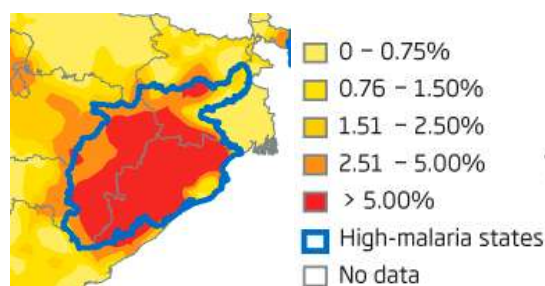 0 – 0.75%
0.76 – 1.50%
1.51 – 2.50%
2.51 – 5.00%
> 5.00%
High-malaria states
No data